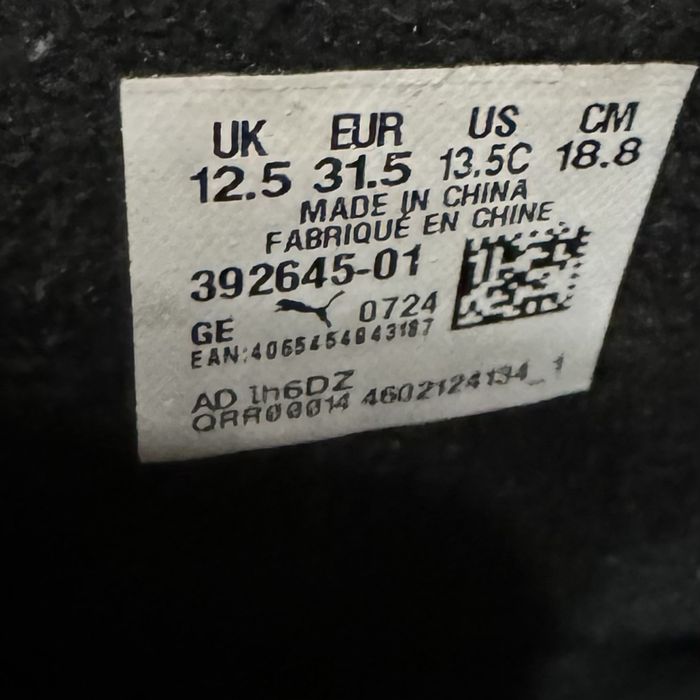 UK EUR US CM
12.5 31.5 13.5C 18.8
MADE IN CHINA
FABRIQUÉ EN CHINE
392645-01
GE 0724
EAN:4065454043187
AD 1h6DZ
QRR00014 4602124134_1